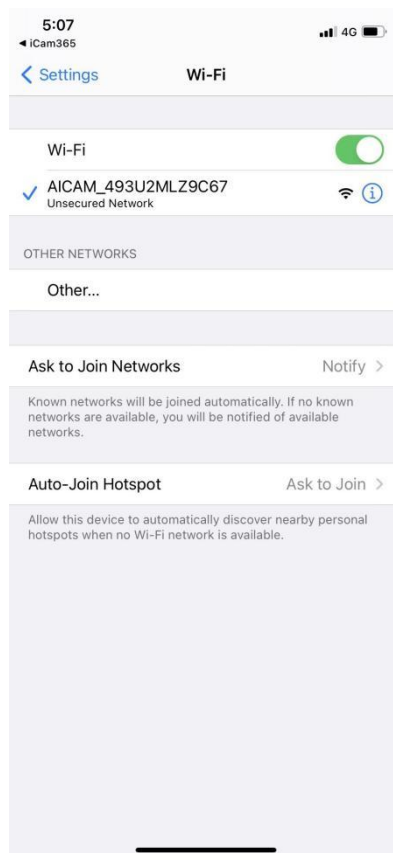 5:07
4G
iCam365
Settings
Wi-Fi
Wi-Fi
AICAM_493U2MLZ9C67
Unsecured Network
OTHER NETWORKS
Other...
Ask to Join Networks
Notify
Known networks will be joined automatically. If no known
networks are available, you will be notified of available
networks.
Auto-Join Hotspot
Ask to Join
Allow this device to automatically discover nearby personal
hotspots when no Wi-Fi network is available.